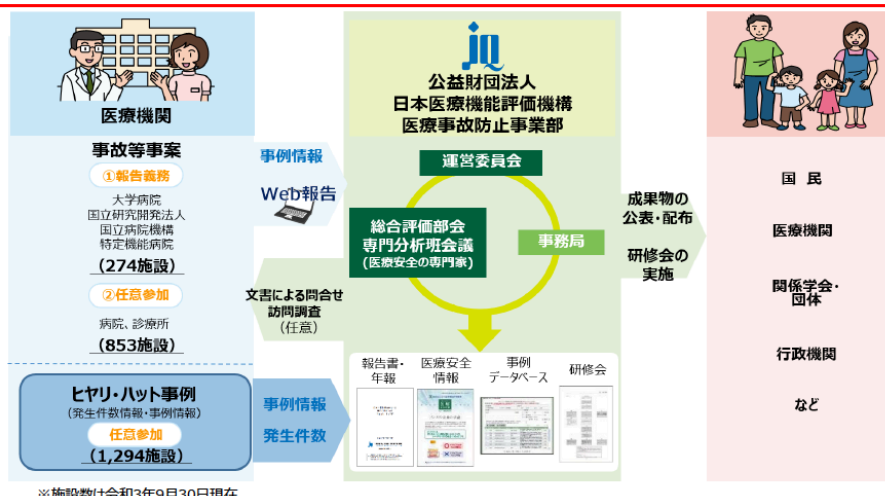 医療機関
事故等事案
①報告義務
大学病院
国立研究開発法人
国立病院機構
特定機能病院
(274施設)
②任意参加
病院、診療所
(853施設)
ヒヤリ・ハット事例
(発生件数情報・事例情報)
任意参加
(1,294施設)
※施設数は令和3年9月30日現在
事例情報
Web報告
文書による問合せ
訪問調査
(任意)
事例情報
発生件数
jq
公益財団法人
日本医療機能評価機構
医療事故防止事業部
運営委員会
総合評価部会
専門分析班会議
(医療安全の専門家)
事務局
報告書・
年報
医療安全
情報
事例
データベース
研修会
成果物の
公表・配布
研修会の
実施
国 民
医療機関
関係学会・
団体
行政機関
など